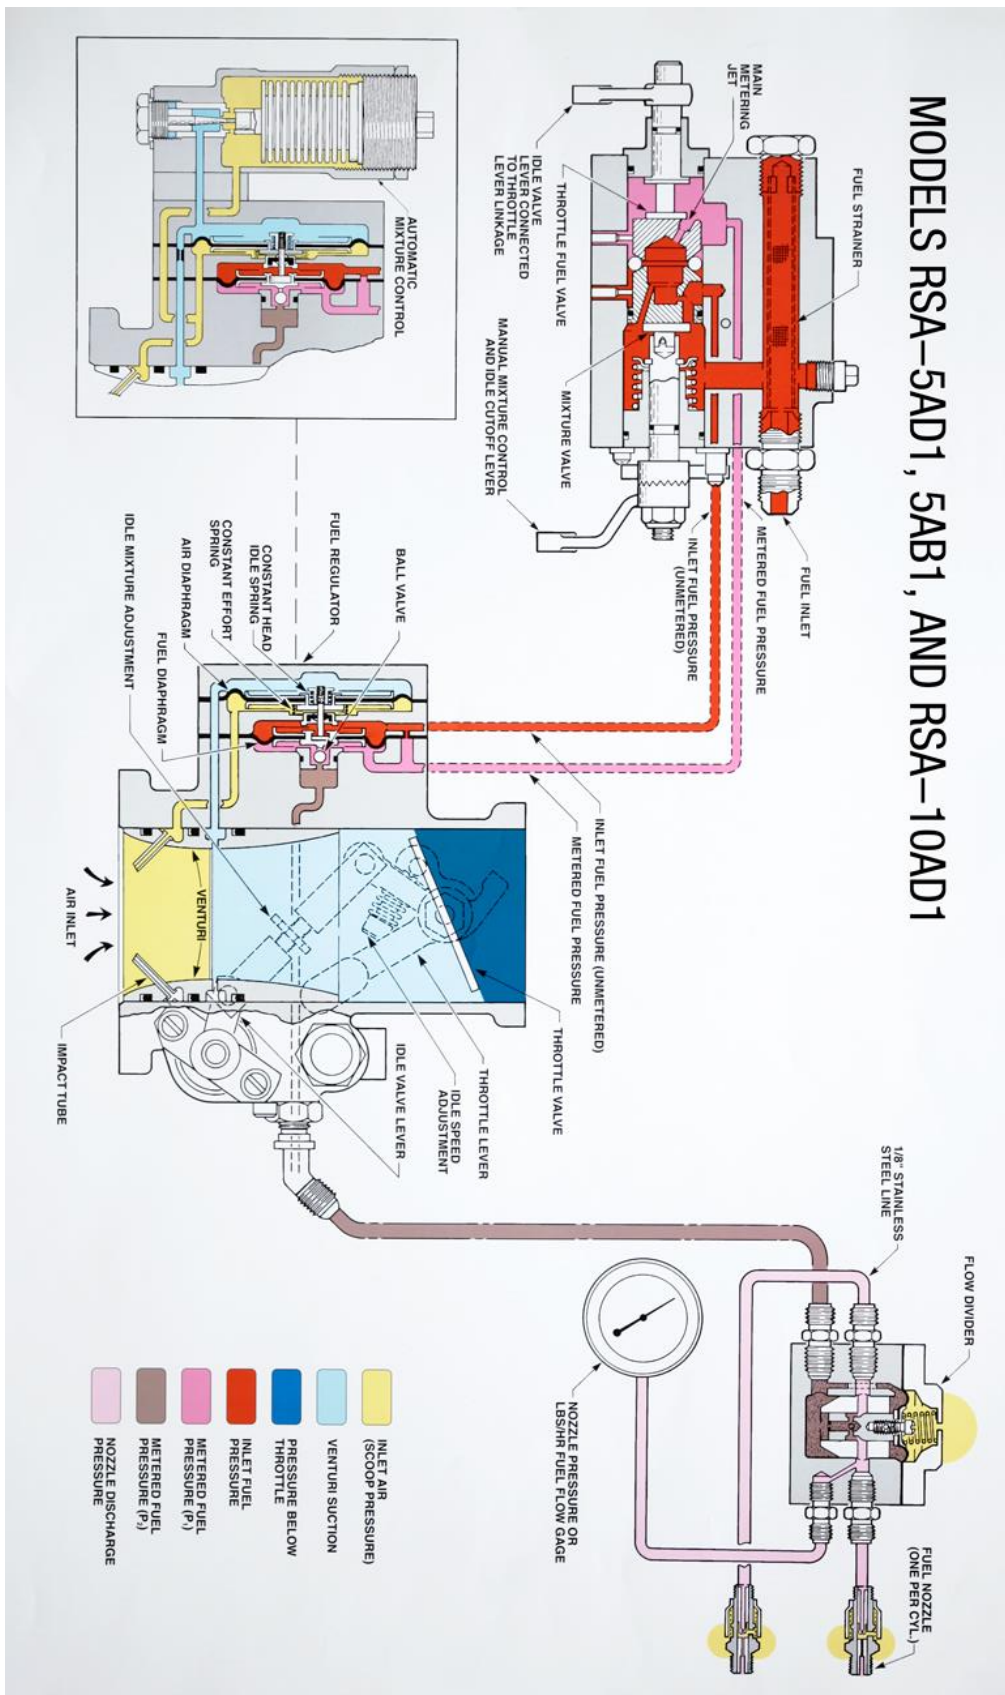 MODELS RSA–5AD1, 5AB1, AND RSA–10AD1
FUEL STRAINER
FUEL INLET
MAIN
METERING
JET
THROTTLE FUEL VALVE
IDLE VALVE
LEVER CONNECTED
TO THROTTLE
LEVER LINKAGE
MIXTURE VALVE
MANUAL MIXTURE CONTROL
AND IDLE CUTOFF LEVER
METERED FUEL PRESSURE
INLET FUEL PRESSURE
(UNMETERED)
AUTOMATIC
MIXTURE CONTROL
BALL VALVE
FUEL REGULATOR
CONSTANT HEAD
IDLE SPRING
CONSTANT EFFORT
SPRING
AIR DIAPHRAGM
FUEL DIAPHRAGM
IDLE MIXTURE ADJUSTMENT
INLET FUEL PRESSURE (UNMETERED)
METERED FUEL PRESSURE
THROTTLE VALVE
THROTTLE LEVER
IDLE SPEED
ADJUSTMENT
IDLE VALVE LEVER
VENTURI
AIR INLET
IMPACT TUBE
1/8" STAINLESS
STEEL LINE
FLOW DIVIDER
FUEL NOZZLE
(ONE PER CYL.)
NOZZLE PRESSURE OR
LBS/HR FUEL FLOW GAGE
INLET AIR
(SCOOP PRESSURE)
VENTURI SUCTION
PRESSURE BELOW
THROTTLE
INLET FUEL
PRESSURE
METERED FUEL
PRESSURE (P₁)
METERED FUEL
PRESSURE (P₂)
NOZZLE DISCHARGE
PRESSURE